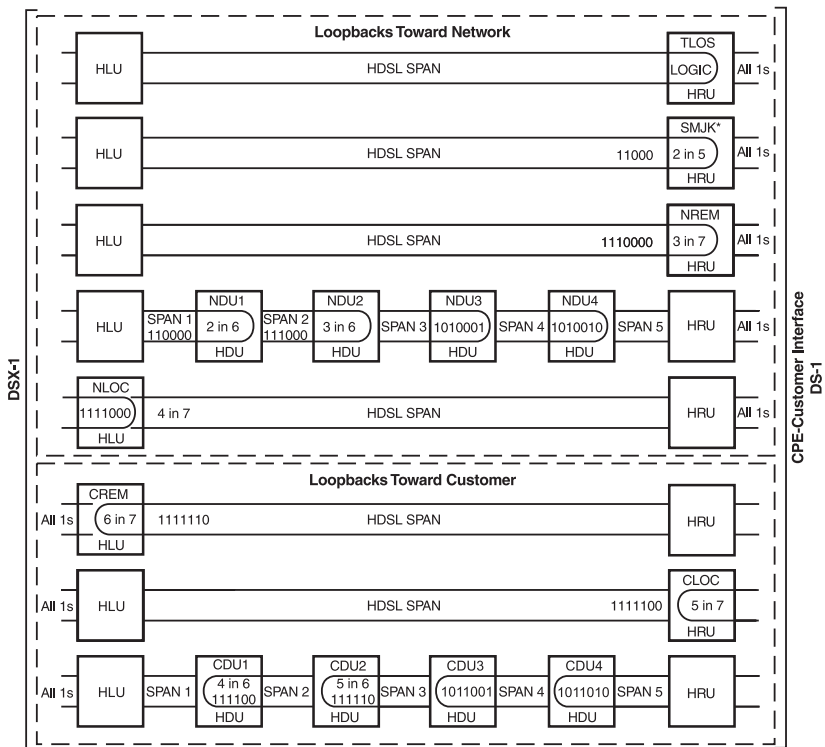 Loopbacks Toward Network
TLOS
HLU HDSL SPAN LOGIC All 1s
HRU
SMJK*
HLU HDSL SPAN 11000 2 in 5 All 1s
HRU
NREM
HLU HDSL SPAN 1110000 3 in 7 All 1s
HRU
NDU1 NDU2 NDU3 NDU4
HLU SPAN 1 110000 2 in 6 SPAN 2 111000 3 in 6 SPAN 3 1010001 SPAN 4 1010010 SPAN 5 HRU All 1s
HDU HDU HDU HDU
NLOC
1111000 4 in 7 HDSL SPAN HRU All 1s
HLU
DSX-1
CPE-Customer Interface
DS-1
Loopbacks Toward Customer
CREM
All 1s 6 in 7 1111110 HDSL SPAN HRU
HLU
CLOC
All 1s HLU HDSL SPAN 1111100 5 in 7
HRU
CDU1 CDU2 CDU3 CDU4
All 1s HLU SPAN 1 4 in 6 111100 SPAN 2 5 in 6 111110 SPAN 3 1011001 SPAN 4 1011010 SPAN 5 HRU
HDU HDU HDU HDU